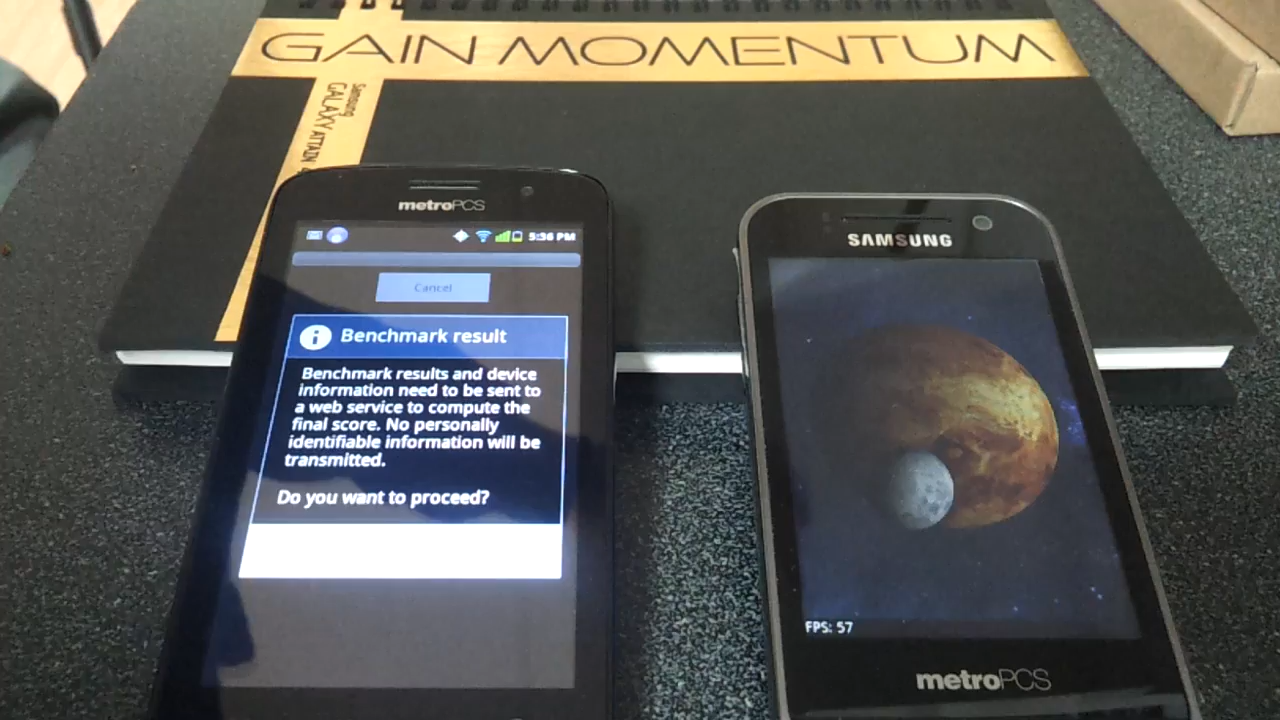 GAIN MOMENTUM
Samsung
GALAXY ATTAIN 4
metroPCS
5:36 PM
Cancel
Benchmark result
Benchmark results and device
information need to be sent to
a web service to compute the
final score. No personally
identifiable information will be
transmitted.
Do you want to proceed?
SAMSUNG
FPS: 57
metroPCS